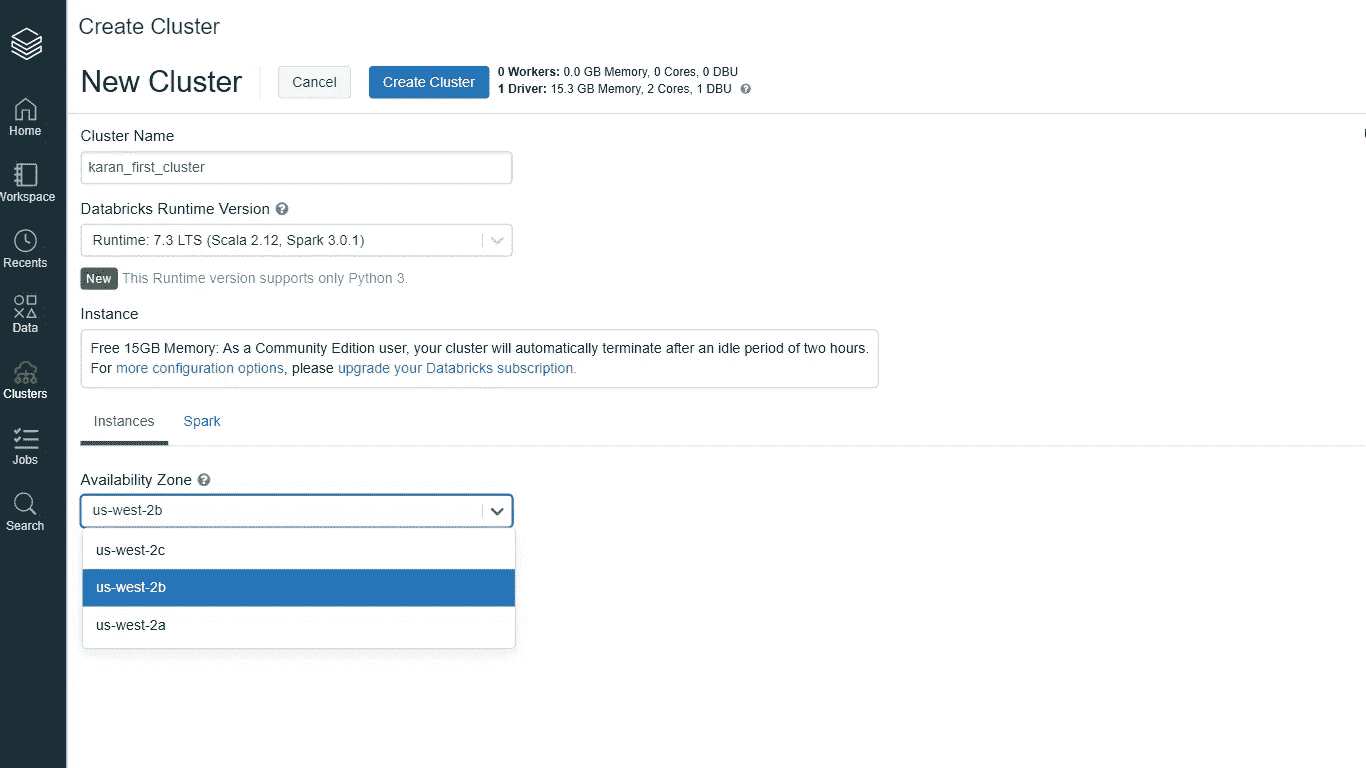 Create Cluster
New Cluster
Cancel
Create Cluster
0 Workers: 0.0 GB Memory, 0 Cores, 0 DBU
1 Driver: 15.3 GB Memory, 2 Cores, 1 DBU
Home
Workspace
Recents
Data
Clusters
Jobs
Search
Cluster Name
karan_first_cluster
Databricks Runtime Version
Runtime: 7.3 LTS (Scala 2.12, Spark 3.0.1)
New This Runtime version supports only Python 3.
Instance
Free 15GB Memory: As a Community Edition user, your cluster will automatically terminate after an idle period of two hours.
For more configuration options, please upgrade your Databricks subscription.
Instances Spark
Availability Zone
us-west-2b
us-west-2c
us-west-2b
us-west-2a